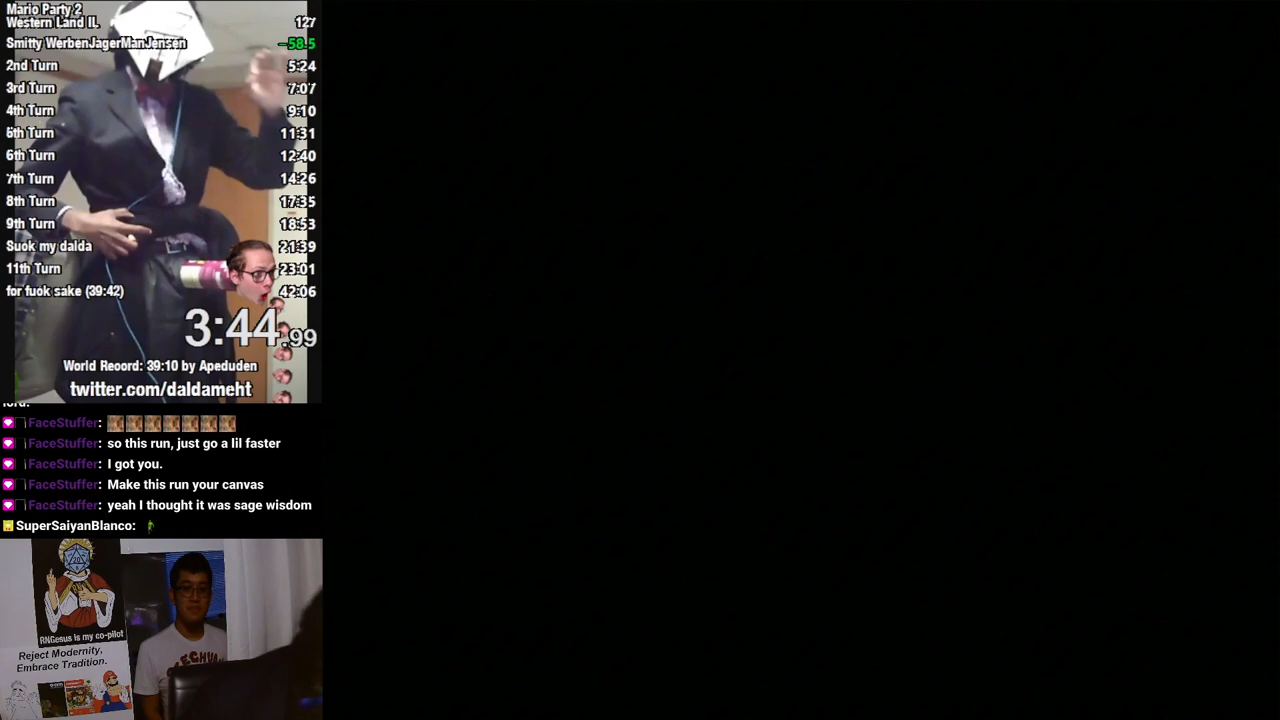 Mario Party 2
Western Land IL 127
Smitty WerbenJagerManJensen -58.5
2nd Turn 5:24
3rd Turn 7:07
4th Turn 9:10
5th Turn 11:31
6th Turn 12:40
7th Turn 14:26
8th Turn 17:35
9th Turn 18:53
Suck my dalda 21:39
11th Turn 23:01
for fuck sake (39:42) 42:06
3:44.99
World Record: 39:10 by Apeduden
twitter.com/daldameht
lord.
FaceStuffer:
FaceStuffer: so this run, just go a lil faster
FaceStuffer: I got you.
FaceStuffer: Make this run your canvas
FaceStuffer: yeah I thought it was sage wisdom
SuperSaiyanBlanco:
RNGesus is my co-pilot
Reject Modernity,
Embrace Tradition.